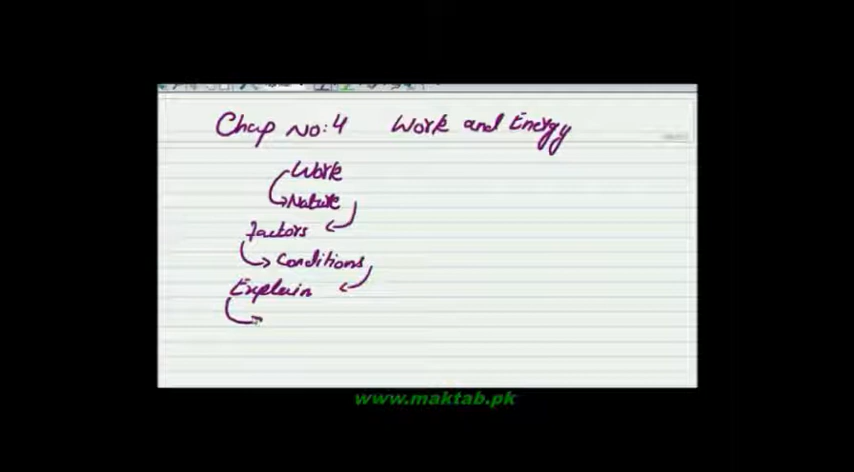 Chap No:4 Work and Energy
Work
Nature
Factors
Conditions
Explain
www.maktab.pk